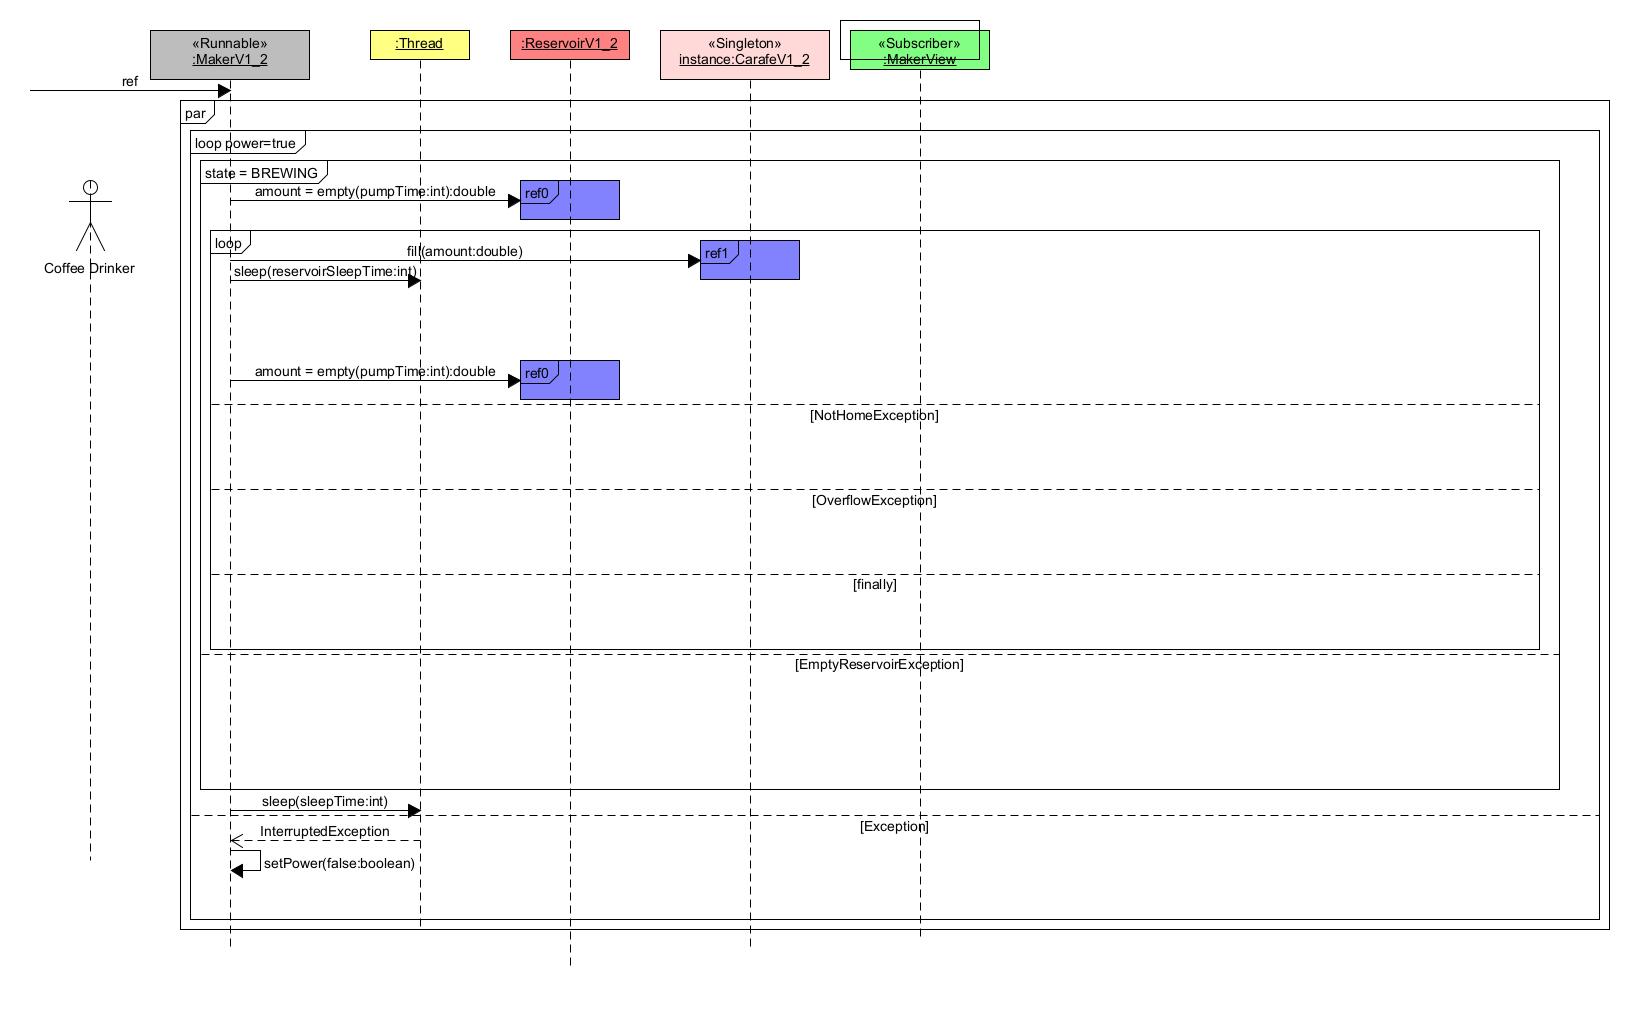 «Runnable»
:MakerV1_2
:Thread
:ReservoirV1_2
«Singleton»
instance:CarafeV1_2
«Subscriber»
:MakerView
ref
par
loop power=true
state = BREWING
amount = empty(pumpTime:int):double
ref0
loop
fill(amount:double)
ref1
sleep(reservoirSleepTime:int)
Coffee Drinker
amount = empty(pumpTime:int):double
ref0
[NotHomeException]
[OverflowException]
[finally]
[EmptyReservoirException]
sleep(sleepTime:int)
[Exception]
InterruptedException
setPower(false:boolean)